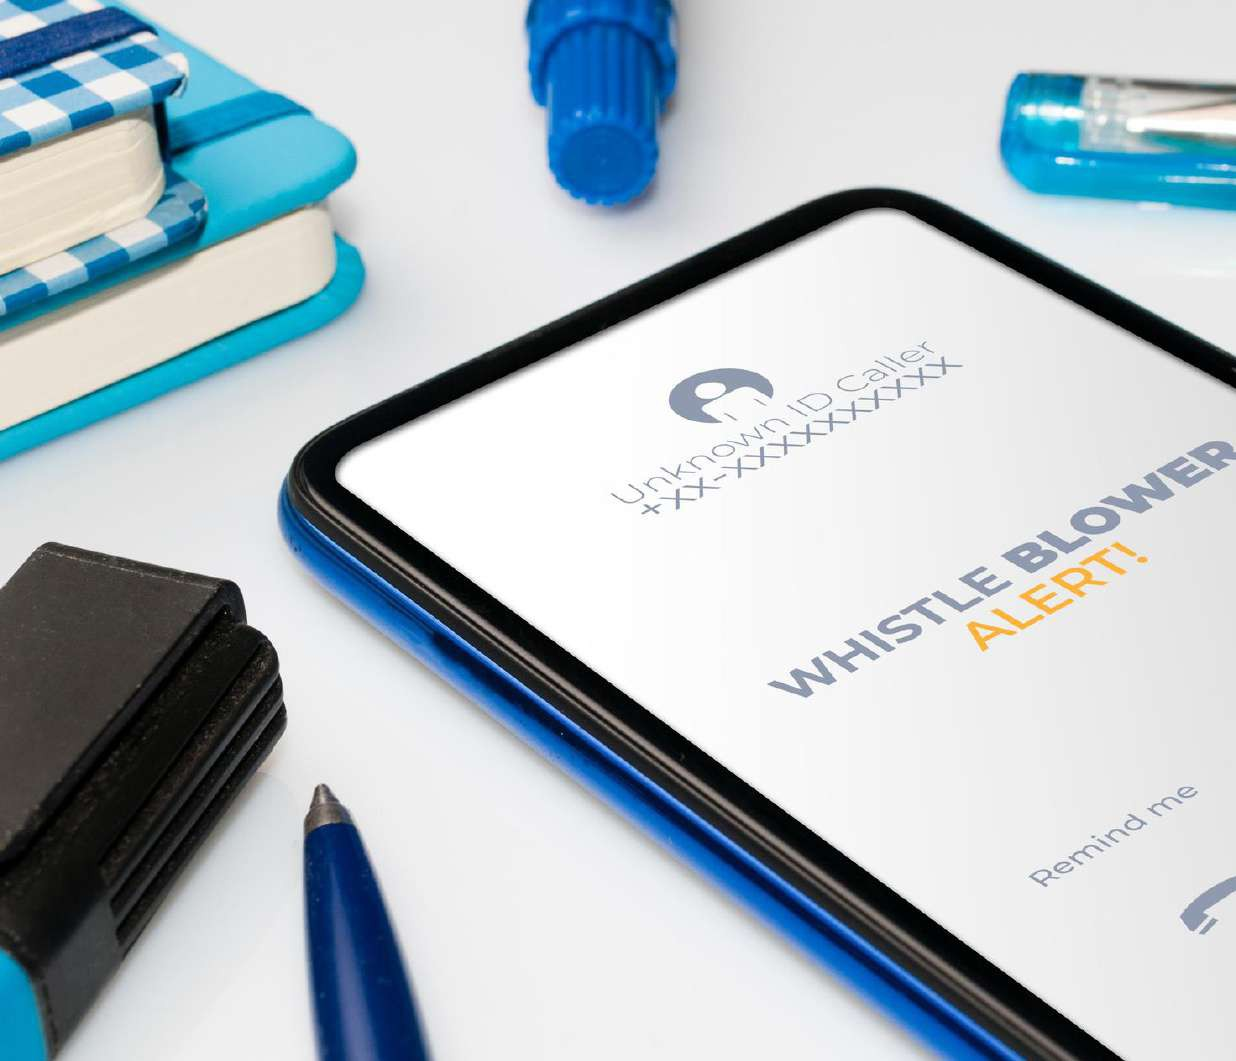 Unknown ID Caller
+xx-xxxxxxxxxx
WHISTLE BLOWER
ALERT!
Remind me